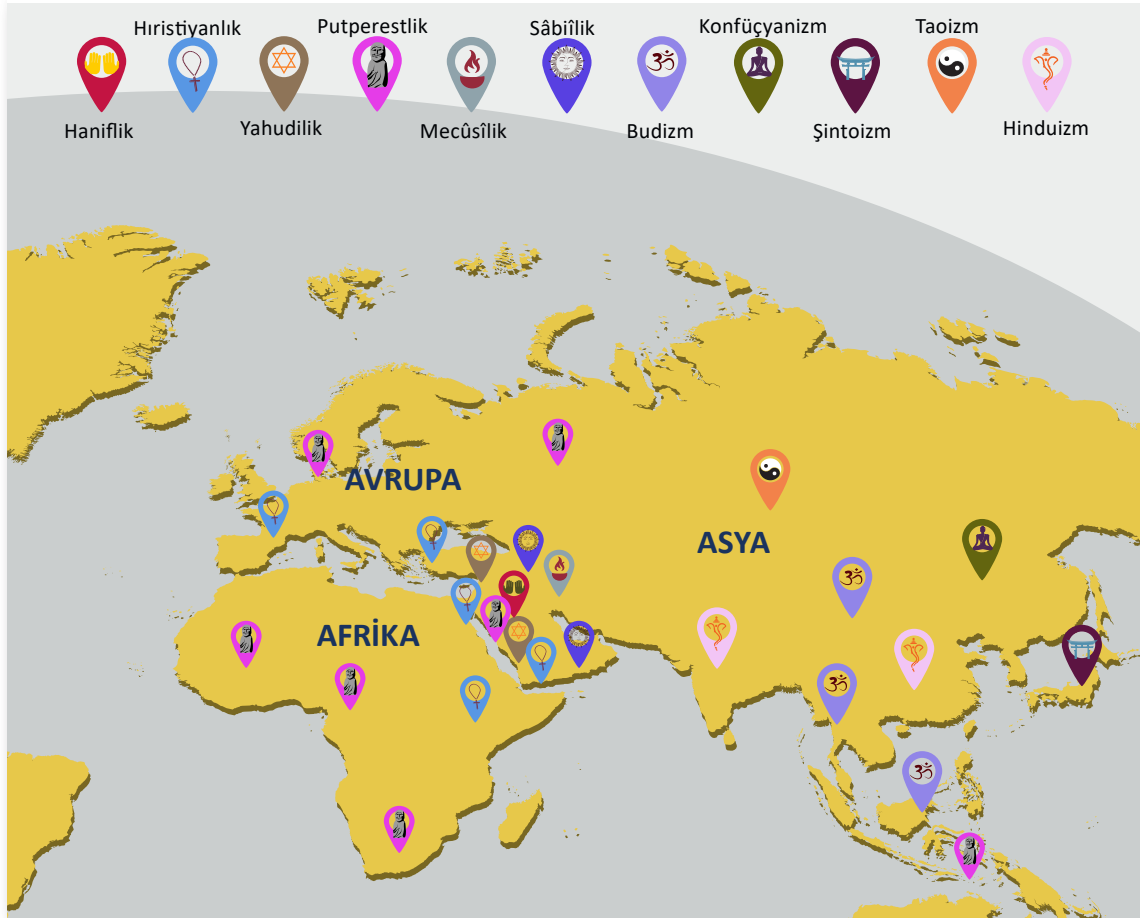 Hıristiyanlık
Putperestlik
Sâbiîlik
Konfüçyanizm
Taoizm
Haniflik
Yahudilik
Mecûsîlik
Budizm
Şintoizm
Hinduizm
AVRUPA
ASYA
AFRİKA